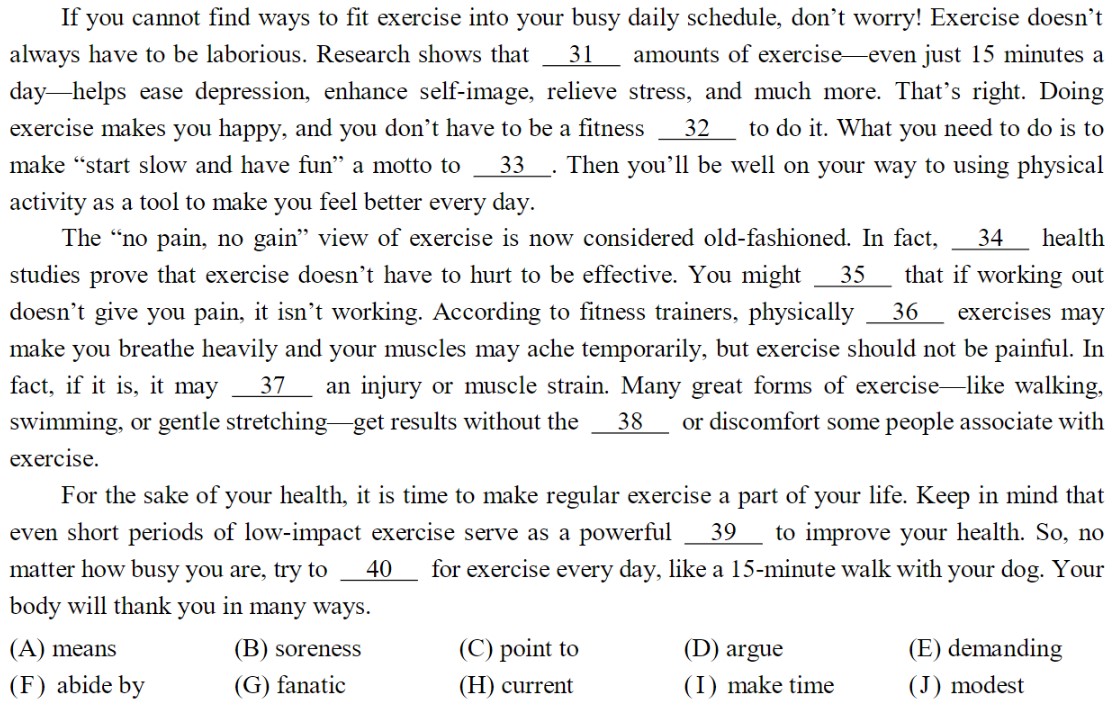 If you cannot find ways to fit exercise into your busy daily schedule, don’t worry! Exercise doesn’t
always have to be laborious. Research shows that 31 amounts of exercise—even just 15 minutes a
day—helps ease depression, enhance self-image, relieve stress, and much more. That’s right. Doing
exercise makes you happy, and you don’t have to be a fitness 32 to do it. What you need to do is to
make “start slow and have fun” a motto to 33 . Then you’ll be well on your way to using physical
activity as a tool to make you feel better every day.
The “no pain, no gain” view of exercise is now considered old-fashioned. In fact, 34 health
studies prove that exercise doesn’t have to hurt to be effective. You might 35 that if working out
doesn’t give you pain, it isn’t working. According to fitness trainers, physically 36 exercises may
make you breathe heavily and your muscles may ache temporarily, but exercise should not be painful. In
fact, if it is, it may 37 an injury or muscle strain. Many great forms of exercise—like walking,
swimming, or gentle stretching—get results without the 38 or discomfort some people associate with
exercise.
For the sake of your health, it is time to make regular exercise a part of your life. Keep in mind that
even short periods of low-impact exercise serve as a powerful 39 to improve your health. So, no
matter how busy you are, try to 40 for exercise every day, like a 15-minute walk with your dog. Your
body will thank you in many ways.
(A) means (B) soreness (C) point to (D) argue (E) demanding
(F) abide by (G) fanatic (H) current (I) make time (J) modest